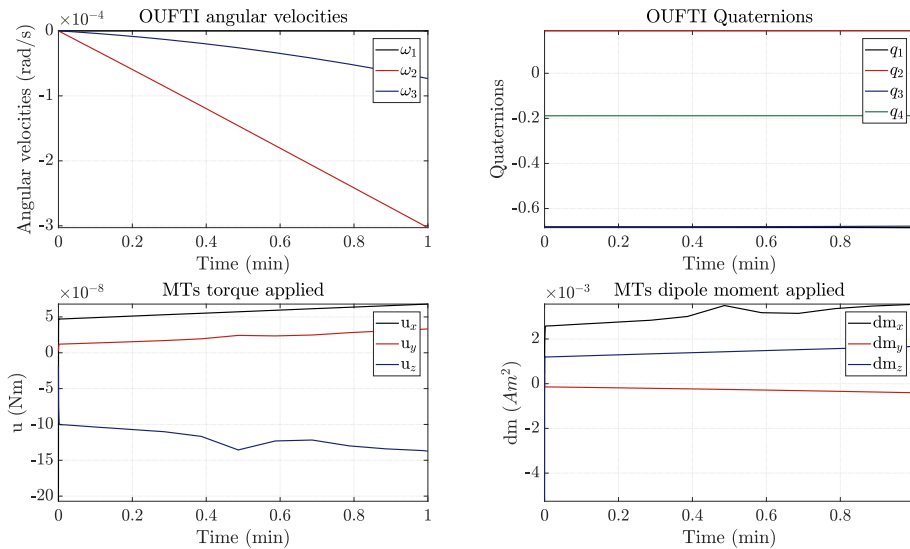 OUFTI angular velocities
×10⁻⁴
Angular velocities (rad/s)
0
-1
-2
-3
0 0.2 0.4 0.6 0.8 1
Time (min)
ω₁
ω₂
ω₃
OUFTI Quaternions
Quaternions
0
-0.2
-0.4
-0.6
0 0.2 0.4 0.6 0.8
Time (min)
q₁
q₂
q₃
q₄
MTs torque applied
×10⁻⁸
u (Nm)
5
0
-5
-10
-15
-20
0 0.2 0.4 0.6 0.8 1
Time (min)
uₓ
u_y
u_z
MTs dipole moment applied
×10⁻³
dm (Am²)
2
0
-2
-4
0 0.2 0.4 0.6 0.8
Time (min)
dmₓ
dm_y
dm_z